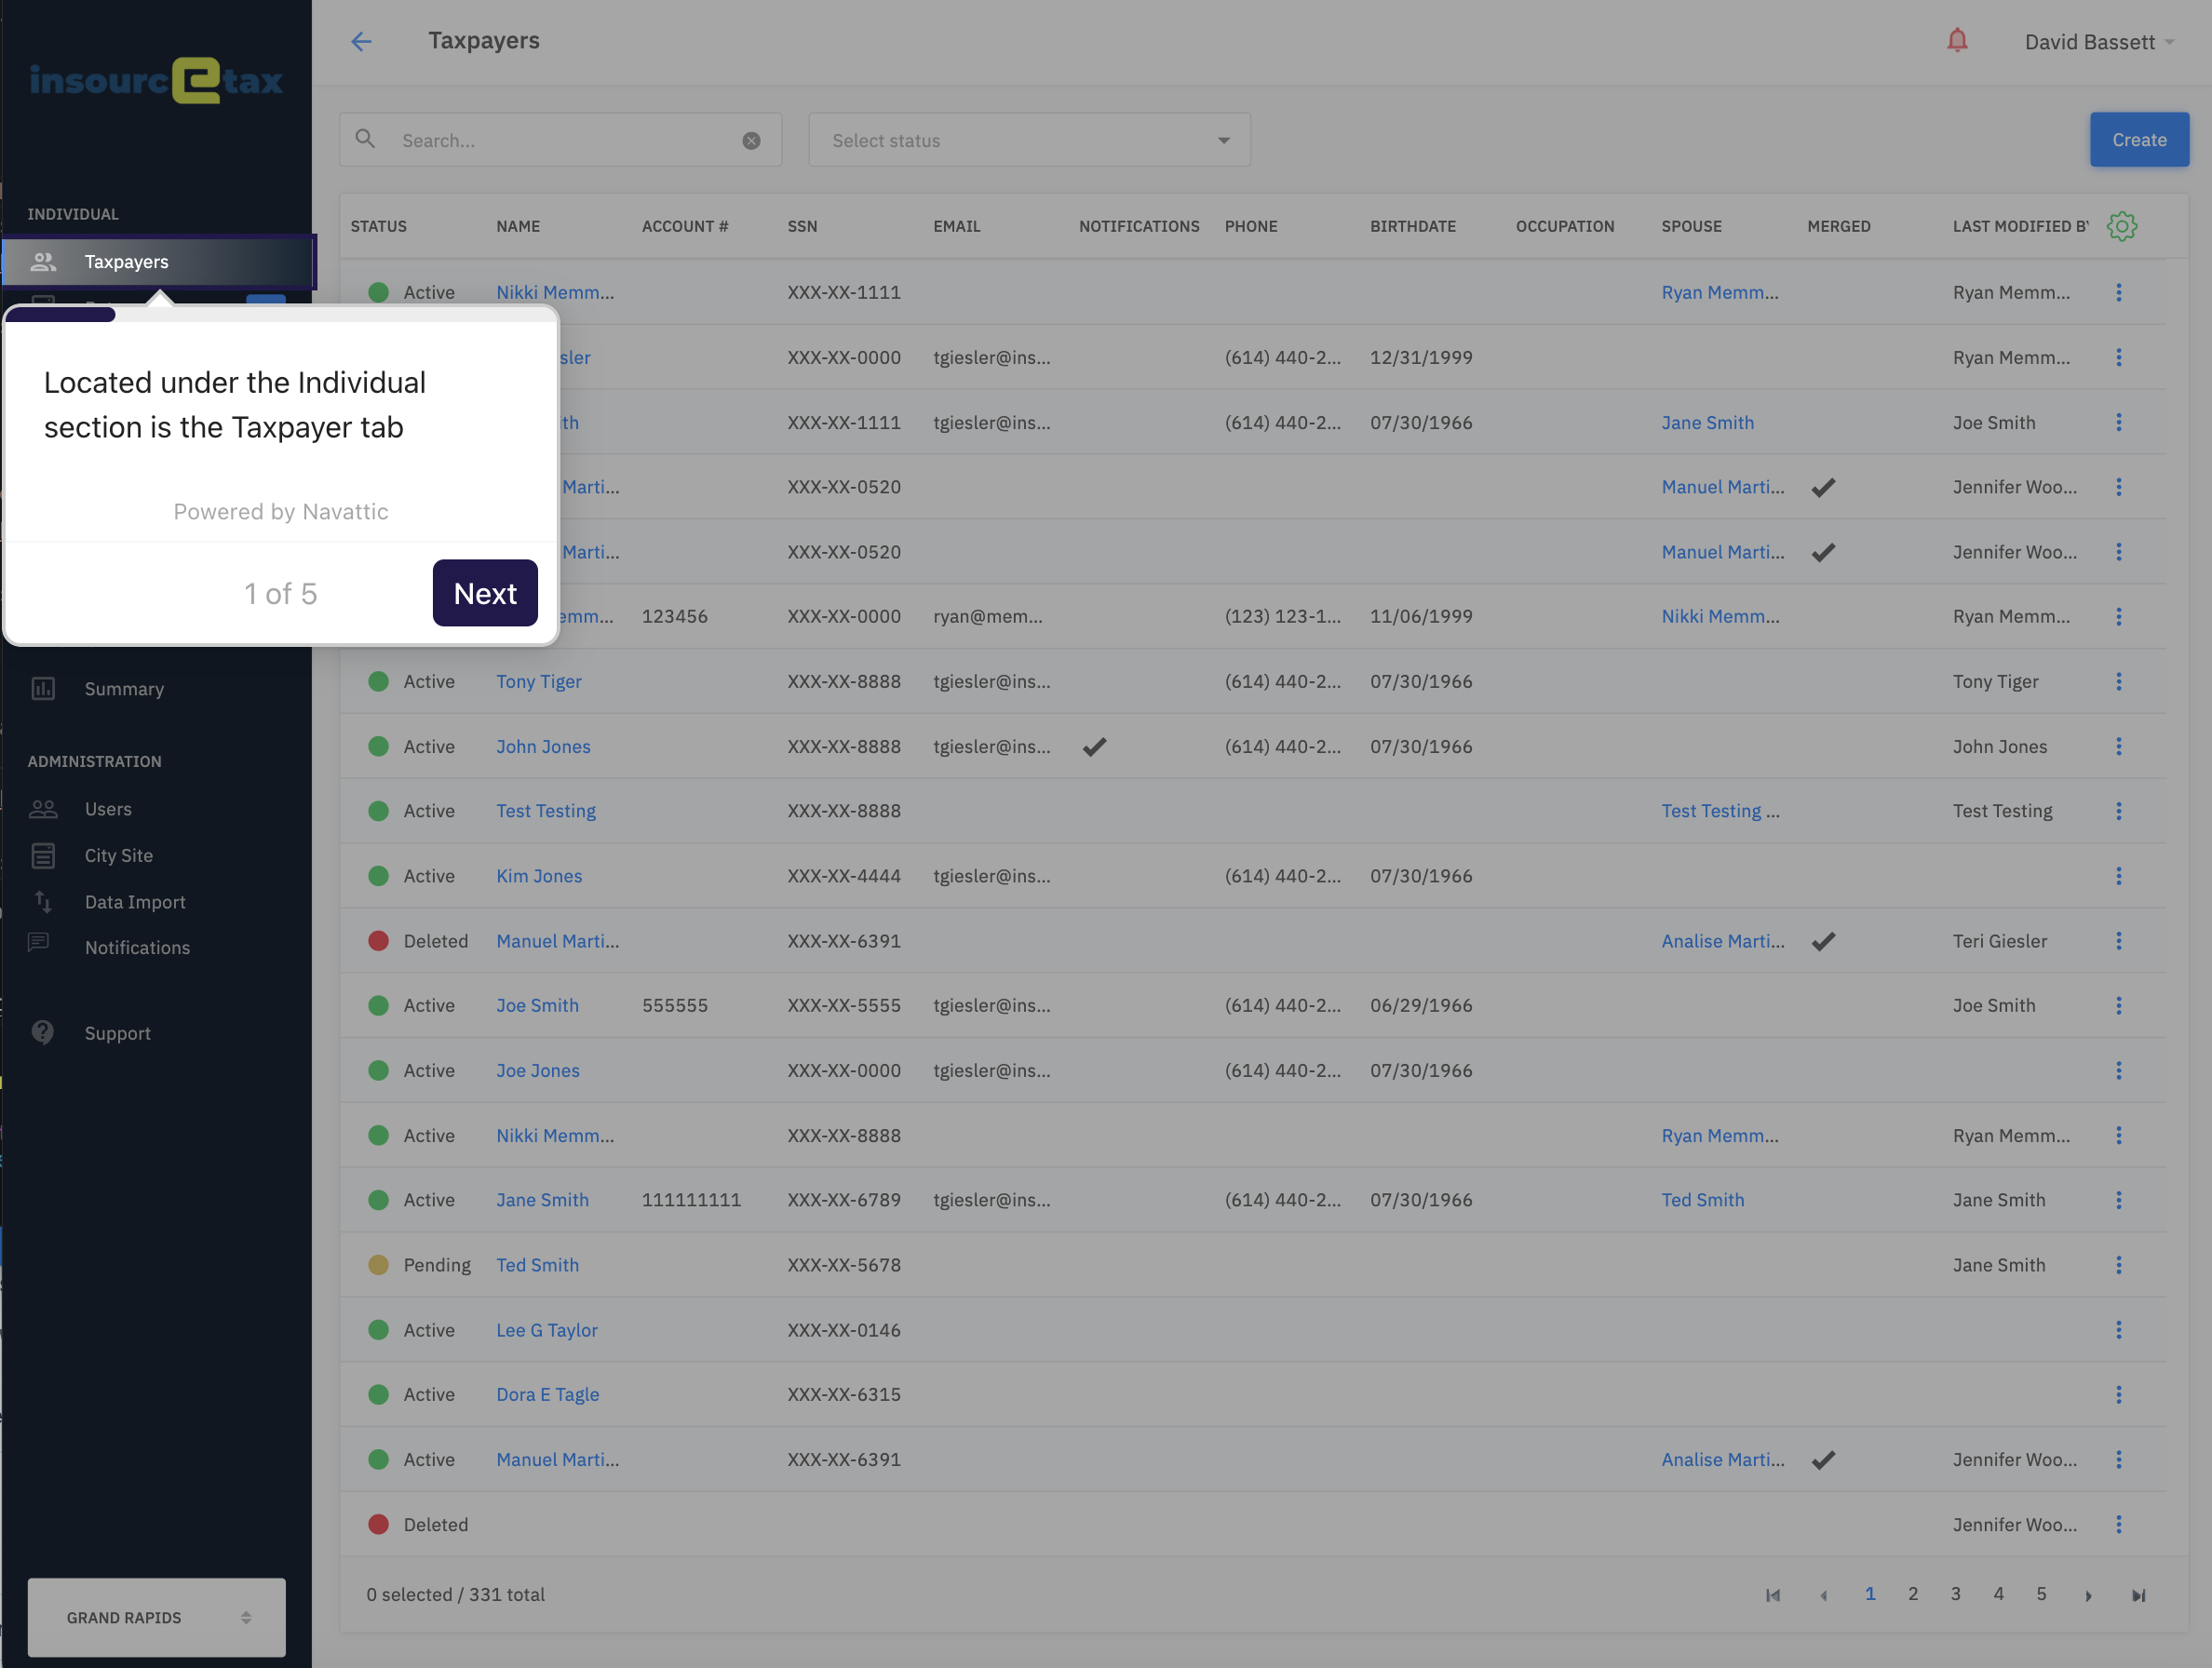 insourcetax
Taxpayers
David Bassett
Search...
Select status
Create
INDIVIDUAL
Taxpayers
Located under the Individual
section is the Taxpayer tab
Powered by Navattic
1 of 5
Next
Summary
ADMINISTRATION
Users
City Site
Data Import
Notifications
Support
GRAND RAPIDS
STATUS NAME ACCOUNT # SSN EMAIL NOTIFICATIONS PHONE BIRTHDATE OCCUPATION SPOUSE MERGED LAST MODIFIED BY
Active Nikki Memm... XXX-XX-1111 Ryan Memm... Ryan Memm...
sler XXX-XX-0000 tgiesler@ins... (614) 440-2... 12/31/1999 Ryan Memm...
ith XXX-XX-1111 tgiesler@ins... (614) 440-2... 07/30/1966 Jane Smith Joe Smith
Marti... XXX-XX-0520 Manuel Marti... Jennifer Woo...
Marti... XXX-XX-0520 Manuel Marti... Jennifer Woo...
emm... 123456 XXX-XX-0000 ryan@mem... (123) 123-1... 11/06/1999 Nikki Memm... Ryan Memm...
Active Tony Tiger XXX-XX-8888 tgiesler@ins... (614) 440-2... 07/30/1966 Tony Tiger
Active John Jones XXX-XX-8888 tgiesler@ins... (614) 440-2... 07/30/1966 John Jones
Active Test Testing XXX-XX-8888 Test Testing ... Test Testing
Active Kim Jones XXX-XX-4444 tgiesler@ins... (614) 440-2... 07/30/1966
Deleted Manuel Marti... XXX-XX-6391 Analise Marti... Teri Giesler
Active Joe Smith 555555 XXX-XX-5555 tgiesler@ins... (614) 440-2... 06/29/1966 Joe Smith
Active Joe Jones XXX-XX-0000 tgiesler@ins... (614) 440-2... 07/30/1966
Active Nikki Memm... XXX-XX-8888 Ryan Memm... Ryan Memm...
Active Jane Smith 111111111 XXX-XX-6789 tgiesler@ins... (614) 440-2... 07/30/1966 Ted Smith Jane Smith
Pending Ted Smith XXX-XX-5678 Jane Smith
Active Lee G Taylor XXX-XX-0146
Active Dora E Tagle XXX-XX-6315
Active Manuel Marti... XXX-XX-6391 Analise Marti... Jennifer Woo...
Deleted Jennifer Woo...
0 selected / 331 total
1 2 3 4 5